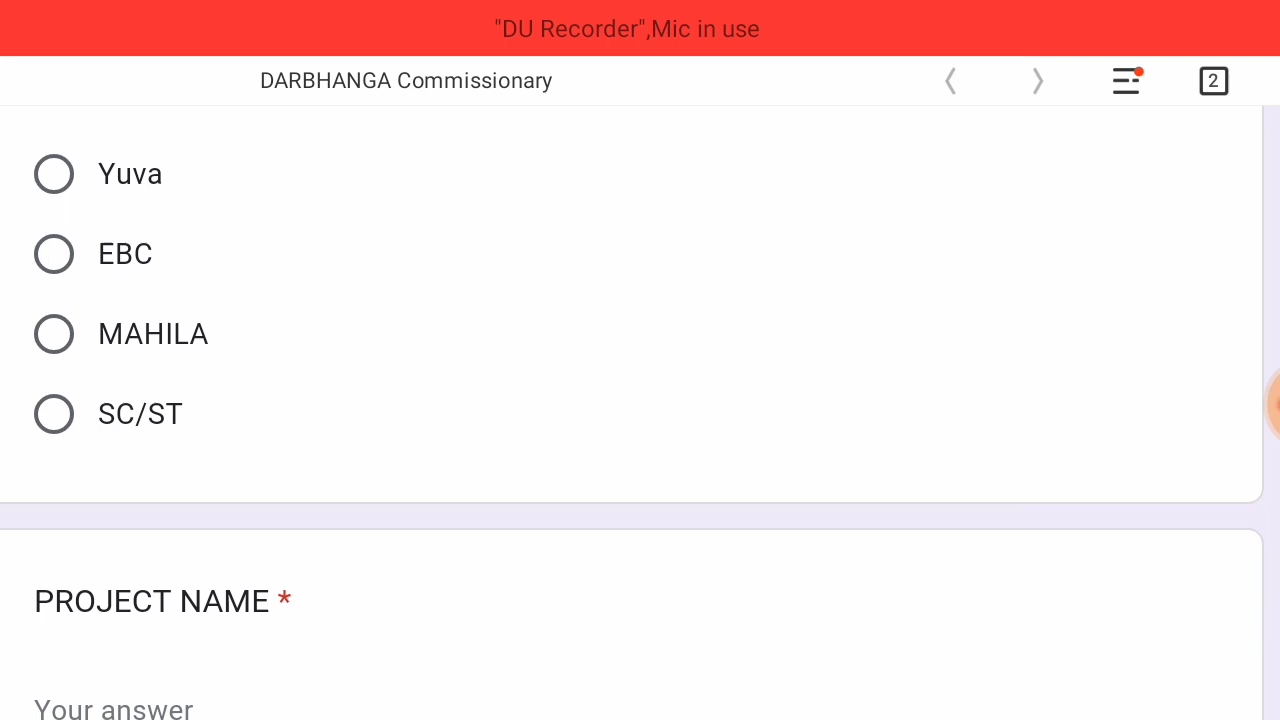 "DU Recorder",Mic in use
DARBHANGA Commissionary
2
Yuva
EBC
MAHILA
SC/ST
PROJECT NAME *
Your answer